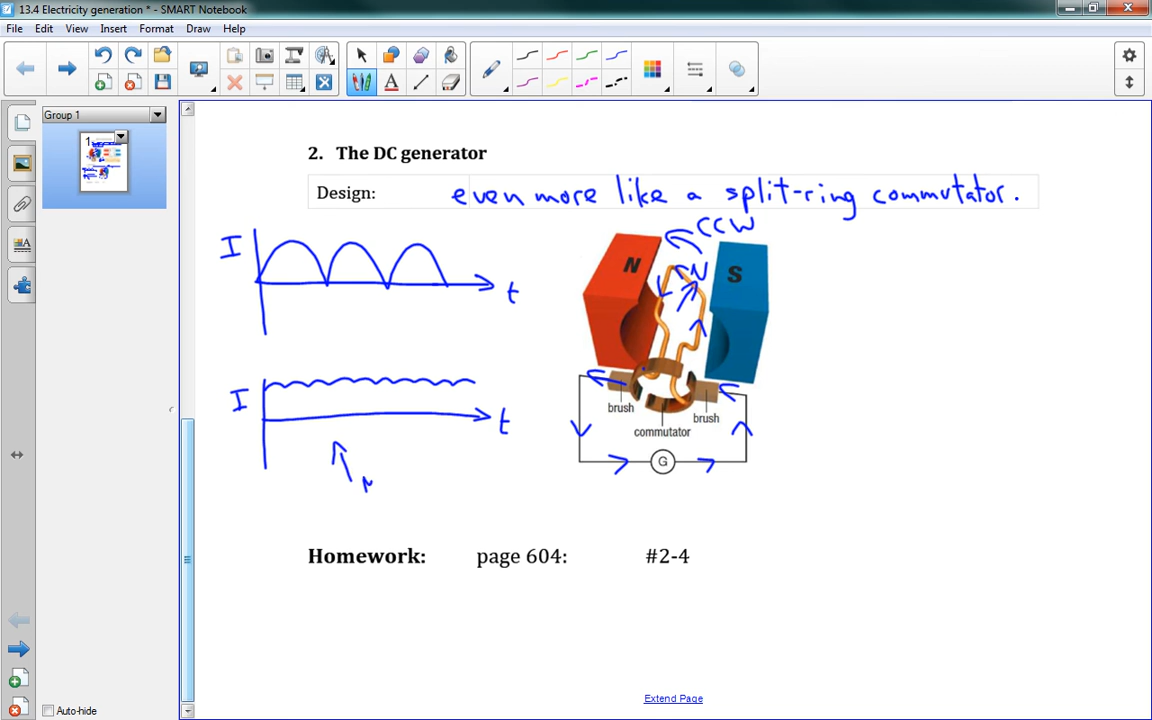 13.4 Electricity generation * - SMART Notebook
File Edit View Insert Format Draw Help
Group 1
1
2. The DC generator
Design: even more like a split-ring commutator.
CCW
I
t
N
N
S
I
t
brush
brush
commutator
G
Homework: page 604: #2-4
Extend Page
Auto-hide